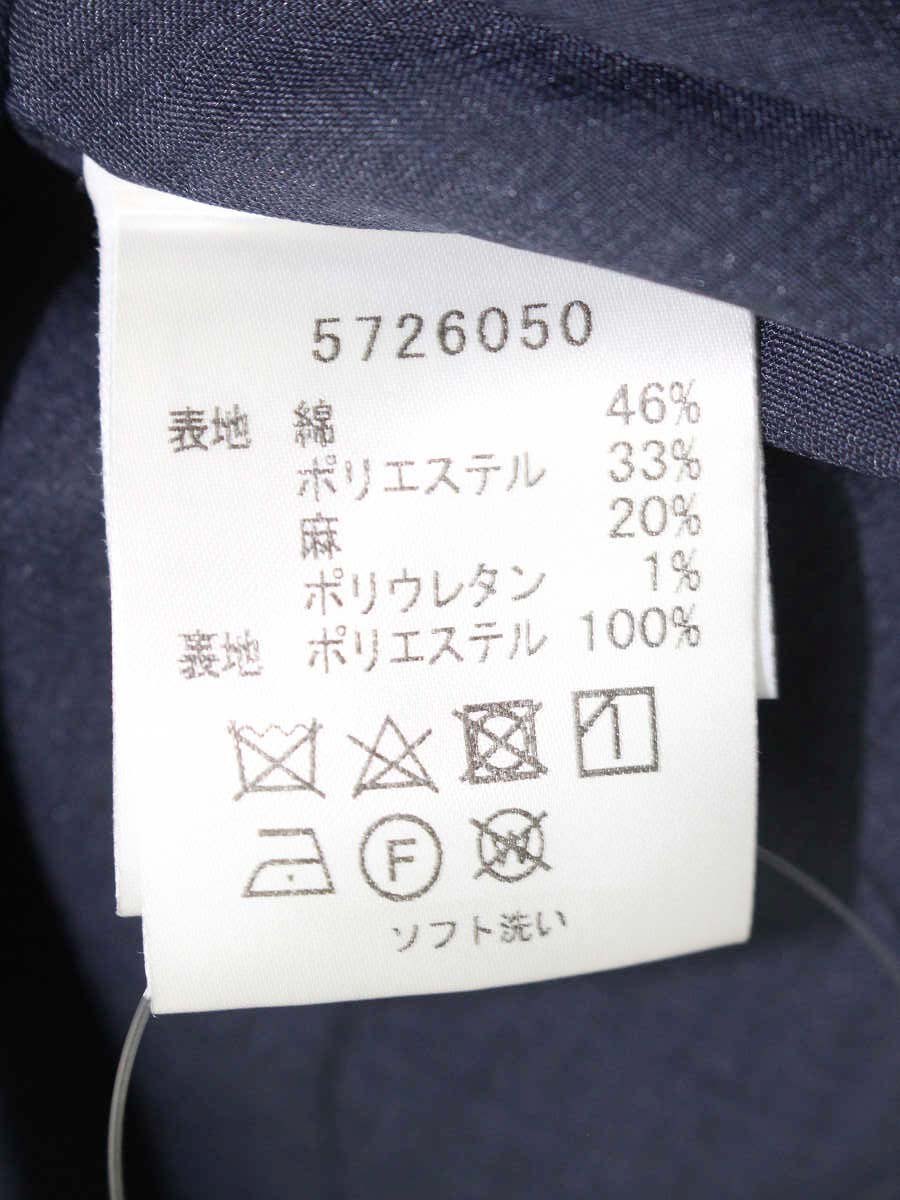 5726050
表地 綿 46%
ポリエステル 33%
麻 20%
ポリウレタン 1%
裏地 ポリエステル 100%
F
W
ソフト洗い